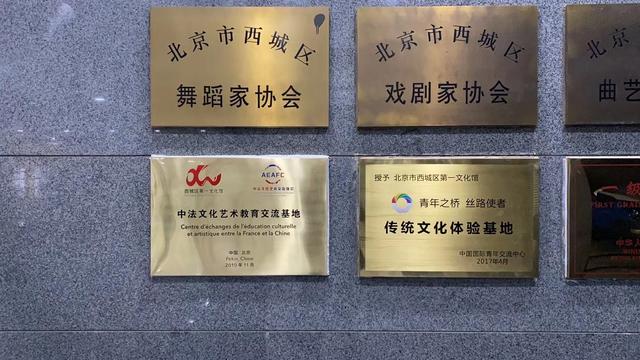 北京市西城区
舞蹈家协会
北京市西城区
戏剧家协会
曲艺
西城区第一文化馆
AEAFC
中法文化艺术教育交流基地
Centre d'échanges de l'éducation culturelle
et artistique entre la France et la Chine
中国·北京
Pekin, Chine
2019年11月
授予 北京市西城区第一文化馆
青年之桥 丝路使者
传统文化体验基地
中国国际青年交流中心
2017年4月
一级
FIRST GRAD